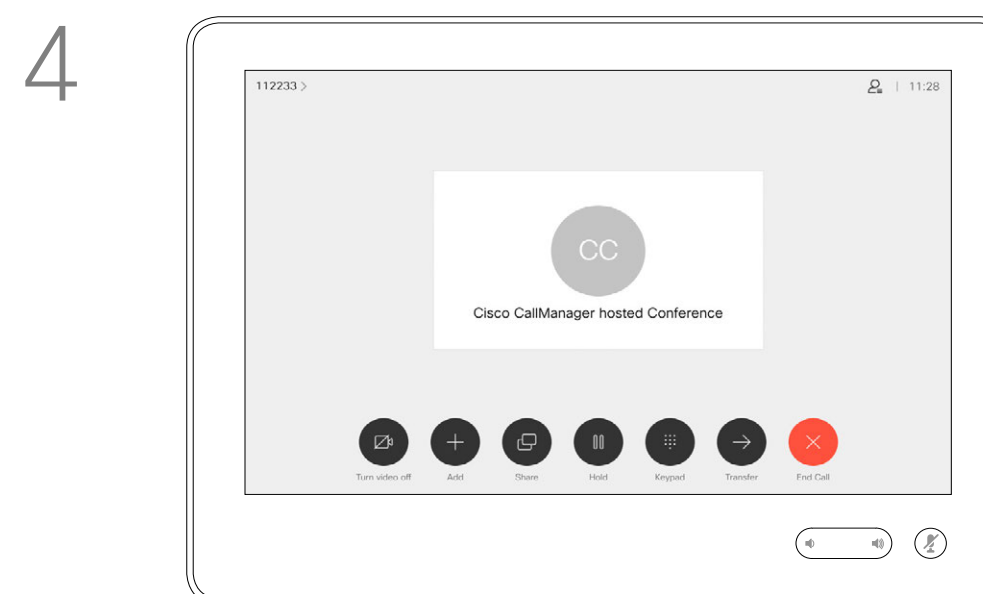 4
112233 >
| 11:28
CC
Cisco CallManager hosted Conference
Turn video off Add Share Hold Keypad Transfer End Call